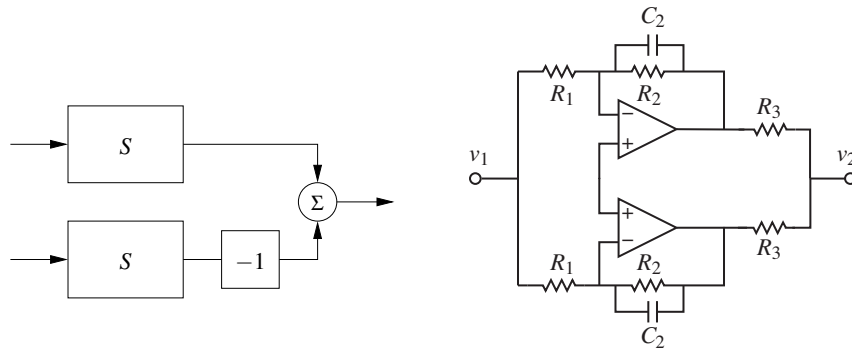 S
S
−1
Σ
C₂
R₁
R₂
R₃
−
+
v₁
v₂
+
−
R₃
R₁
R₂
C₂